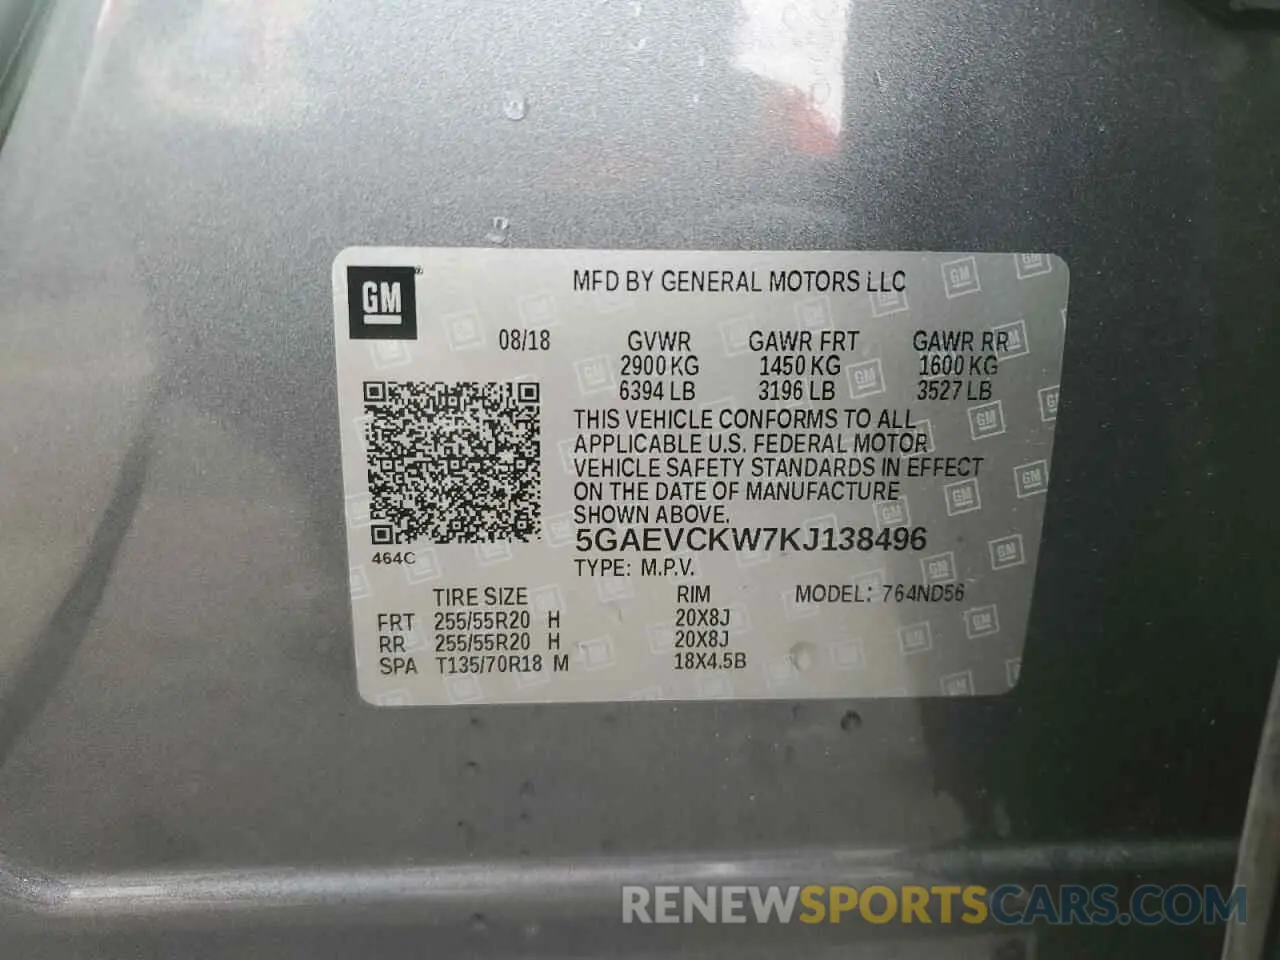 GM
MFD BY GENERAL MOTORS LLC
08/18 GVWR GAWR FRT GAWR RR
2900 KG 1450 KG 1600 KG
6394 LB 3196 LB 3527 LB
THIS VEHICLE CONFORMS TO ALL
APPLICABLE U.S. FEDERAL MOTOR
VEHICLE SAFETY STANDARDS IN EFFECT
ON THE DATE OF MANUFACTURE
SHOWN ABOVE.
464C
5GAEVCKW7KJ138496
TYPE: M.P.V.
TIRE SIZE RIM MODEL: 764ND56
FRT 255/55R20 H 20X8J
RR 255/55R20 H 20X8J
SPA T135/70R18 M 18X4.5B
RENEWSPORTSCARS.COM